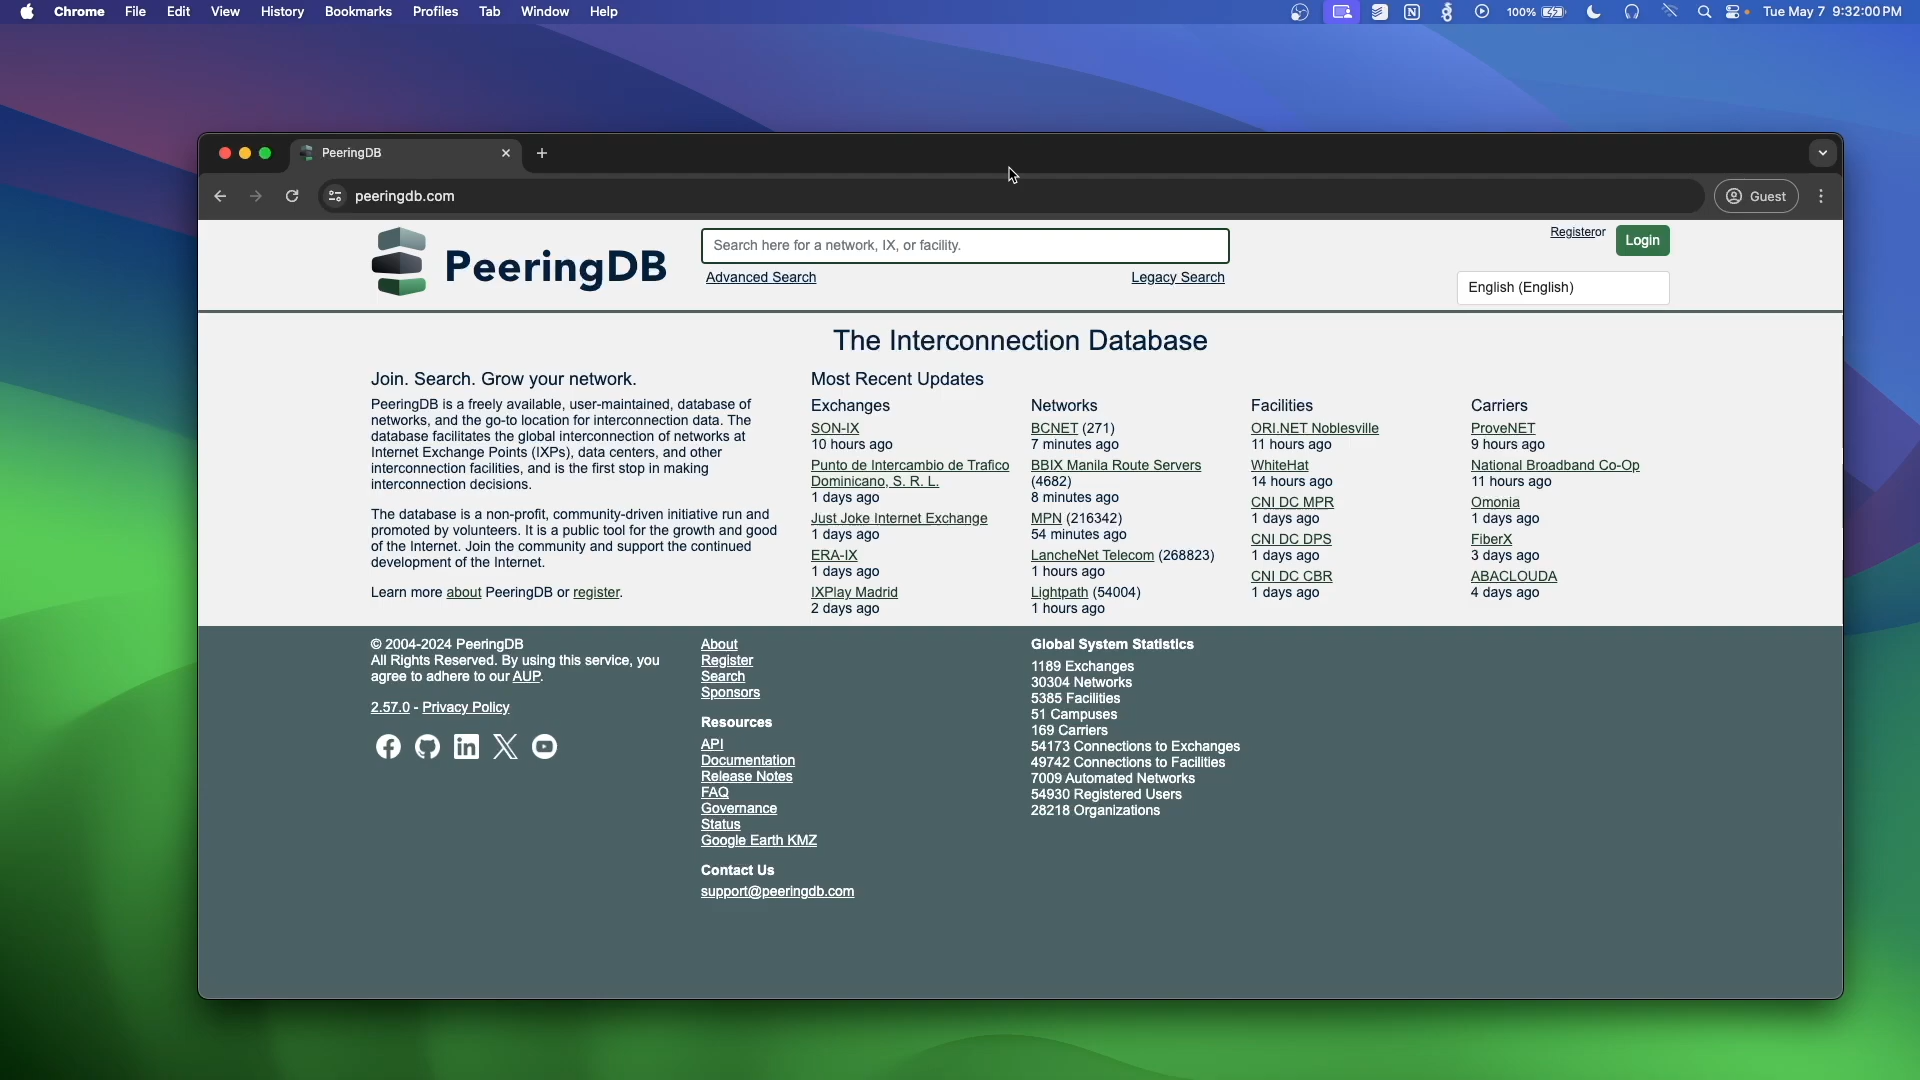 Chrome File Edit View History Bookmarks Profiles Tab Window Help
100% Tue May 7 9:32:00 PM
PeeringDB
peeringdb.com
Guest
PeeringDB
Search here for a network, IX, or facility.
Advanced Search
Legacy Search
Register or Login
English (English)
The Interconnection Database
Join. Search. Grow your network.
PeeringDB is a freely available, user-maintained, database of
networks, and the go-to location for interconnection data. The
database facilitates the global interconnection of networks at
Internet Exchange Points (IXPs), data centers, and other
interconnection facilities, and is the first stop in making
interconnection decisions.
The database is a non-profit, community-driven initiative run and
promoted by volunteers. It is a public tool for the growth and good
of the Internet. Join the community and support the continued
development of the Internet.
Learn more about PeeringDB or register.
Most Recent Updates
Exchanges
SON-IX
10 hours ago
Punto de Intercambio de Trafico
Dominicano, S. R. L.
1 days ago
Just Joke Internet Exchange
1 days ago
ERA-IX
1 days ago
IXPlay Madrid
2 days ago
Networks
BCNET (271)
7 minutes ago
BBIX Manila Route Servers
(4682)
8 minutes ago
MPN (216342)
54 minutes ago
LancheNet Telecom (268823)
1 hours ago
Lightpath (54004)
1 hours ago
Facilities
ORI.NET Noblesville
11 hours ago
WhiteHat
14 hours ago
CNI DC MPR
1 days ago
CNI DC DPS
1 days ago
CNI DC CBR
1 days ago
Carriers
ProveNET
9 hours ago
National Broadband Co-Op
11 hours ago
Omonia
1 days ago
FiberX
3 days ago
ABACLOUDA
4 days ago
© 2004-2024 PeeringDB
All Rights Reserved. By using this service, you
agree to adhere to our AUP.
2.57.0 - Privacy Policy
About
Register
Search
Sponsors
Resources
API
Documentation
Release Notes
FAQ
Governance
Status
Google Earth KMZ
Contact Us
support@peeringdb.com
Global System Statistics
1189 Exchanges
30304 Networks
5385 Facilities
51 Campuses
169 Carriers
54173 Connections to Exchanges
49742 Connections to Facilities
7009 Automated Networks
54930 Registered Users
28218 Organizations